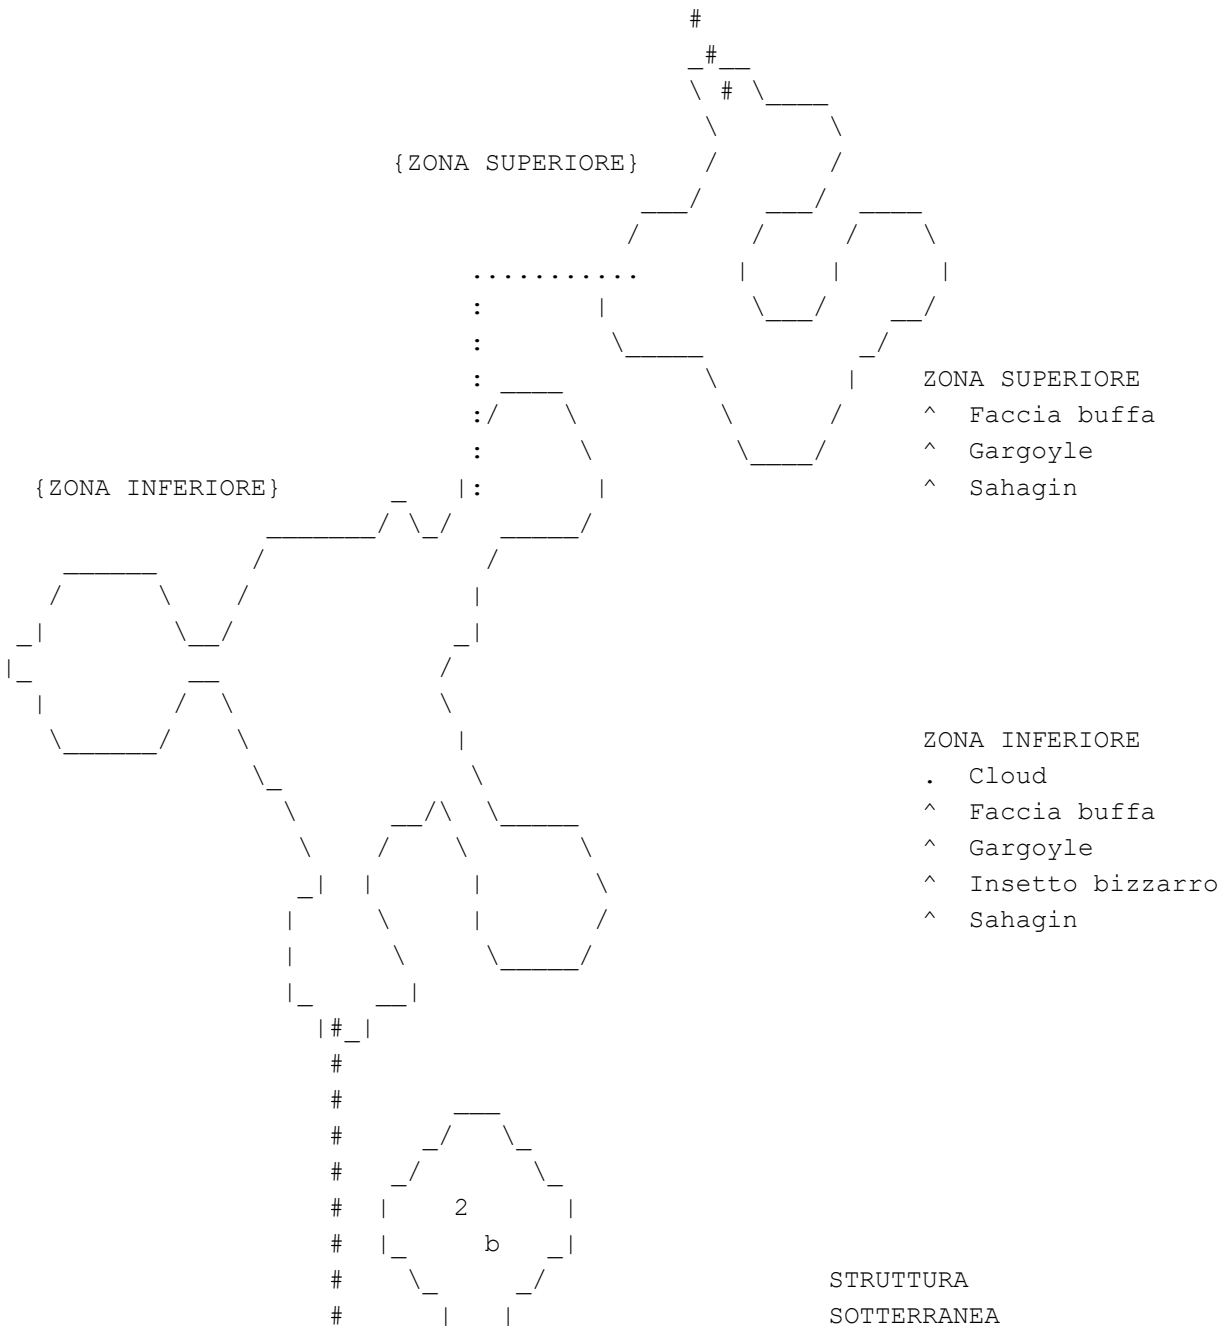 {ZONA SUPERIORE}
ZONA SUPERIORE
^ Faccia buffa
^ Gargoyle
^ Sahagin
{ZONA INFERIORE}
ZONA INFERIORE
. Cloud
^ Faccia buffa
^ Gargoyle
^ Insetto bizzarro
^ Sahagin
2
b
STRUTTURA
SOTTERRANEA